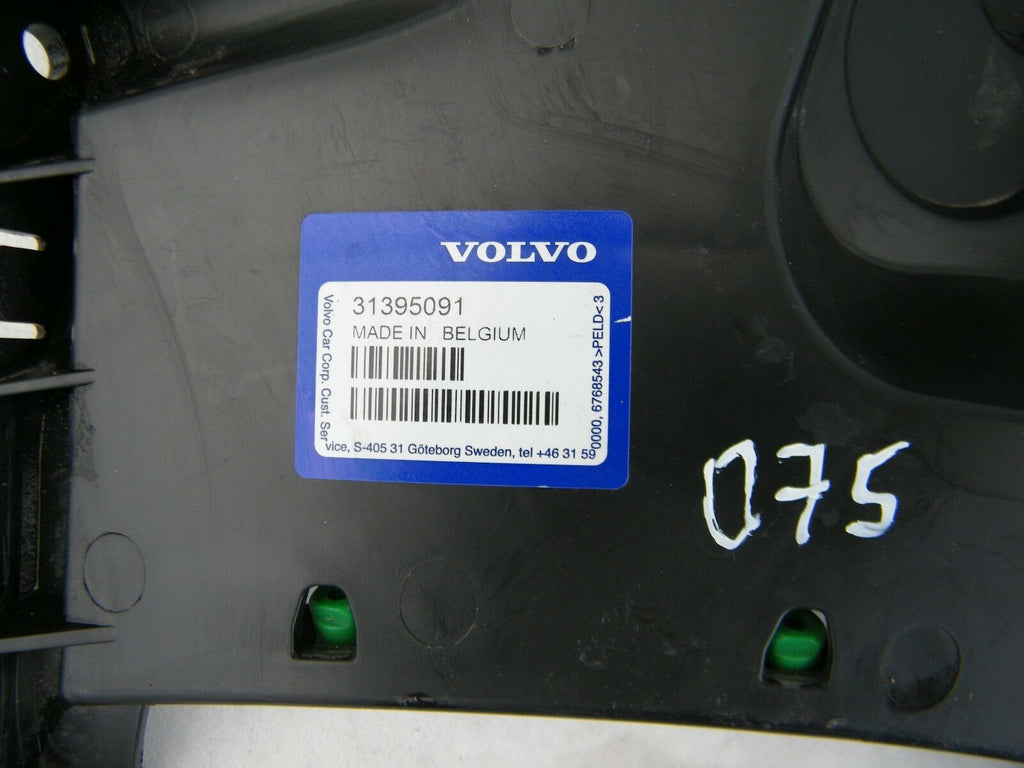 VOLVO
31395091
MADE IN BELGIUM
Volvo Car Corp. Cust. Service, S-405 31 Göteborg Sweden, tel +46 31 590000, 6768543 >PELD<3
075